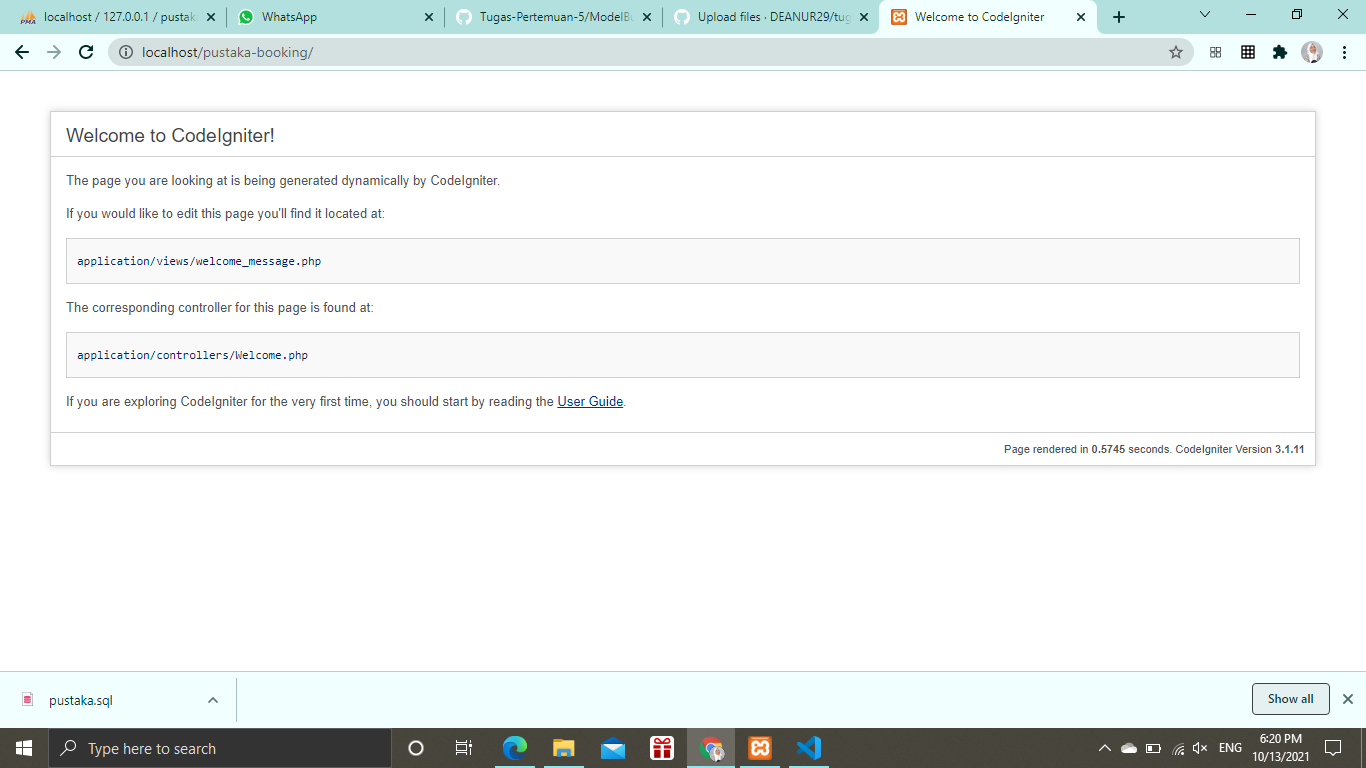 localhost / 127.0.0.1 / pustaka
WhatsApp
Tugas-Pertemuan-5/ModelBu
Upload files · DEANUR29/tug
Welcome to CodeIgniter
localhost/pustaka-booking/
Welcome to CodeIgniter!
The page you are looking at is being generated dynamically by CodeIgniter.
If you would like to edit this page you'll find it located at:
application/views/welcome_message.php
The corresponding controller for this page is found at:
application/controllers/Welcome.php
If you are exploring CodeIgniter for the very first time, you should start by reading the User Guide.
Page rendered in 0.5745 seconds. CodeIgniter Version 3.1.11
pustaka.sql
Show all
Type here to search
ENG
6:20 PM
10/13/2021